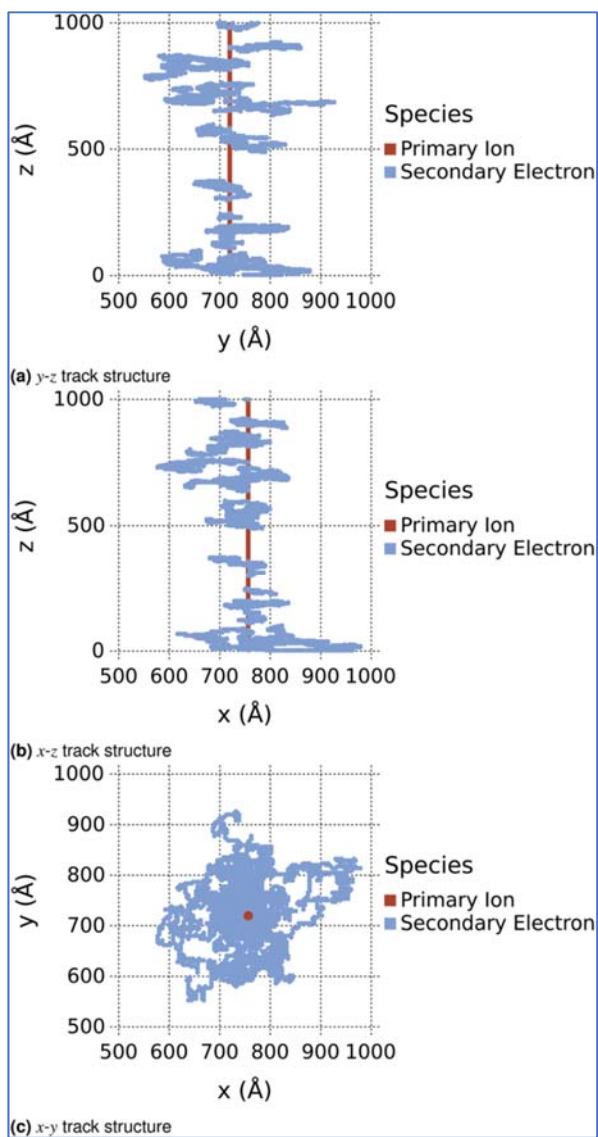 1000
500
0
z (Å)
500 600 700 800 900 1000
y (Å)
Species
Primary Ion
Secondary Electron
(a) y-z track structure
1000
500
0
z (Å)
500 600 700 800 900 1000
x (Å)
Species
Primary Ion
Secondary Electron
(b) x-z track structure
1000
900
800
700
600
500
y (Å)
500 600 700 800 900 1000
x (Å)
Species
Primary Ion
Secondary Electron
(c) x-y track structure